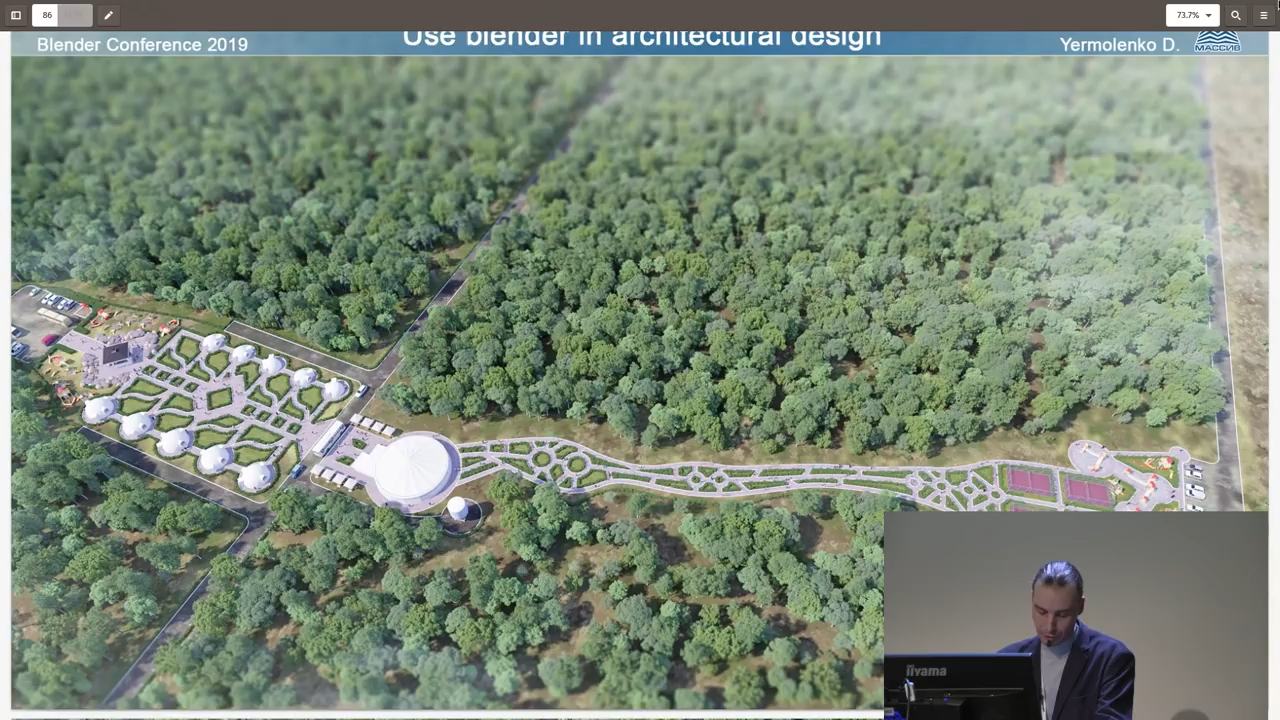 86
73.7%
Use blender in architectural design
Blender Conference 2019
Yermolenko D.
МАССИВ
iiyama